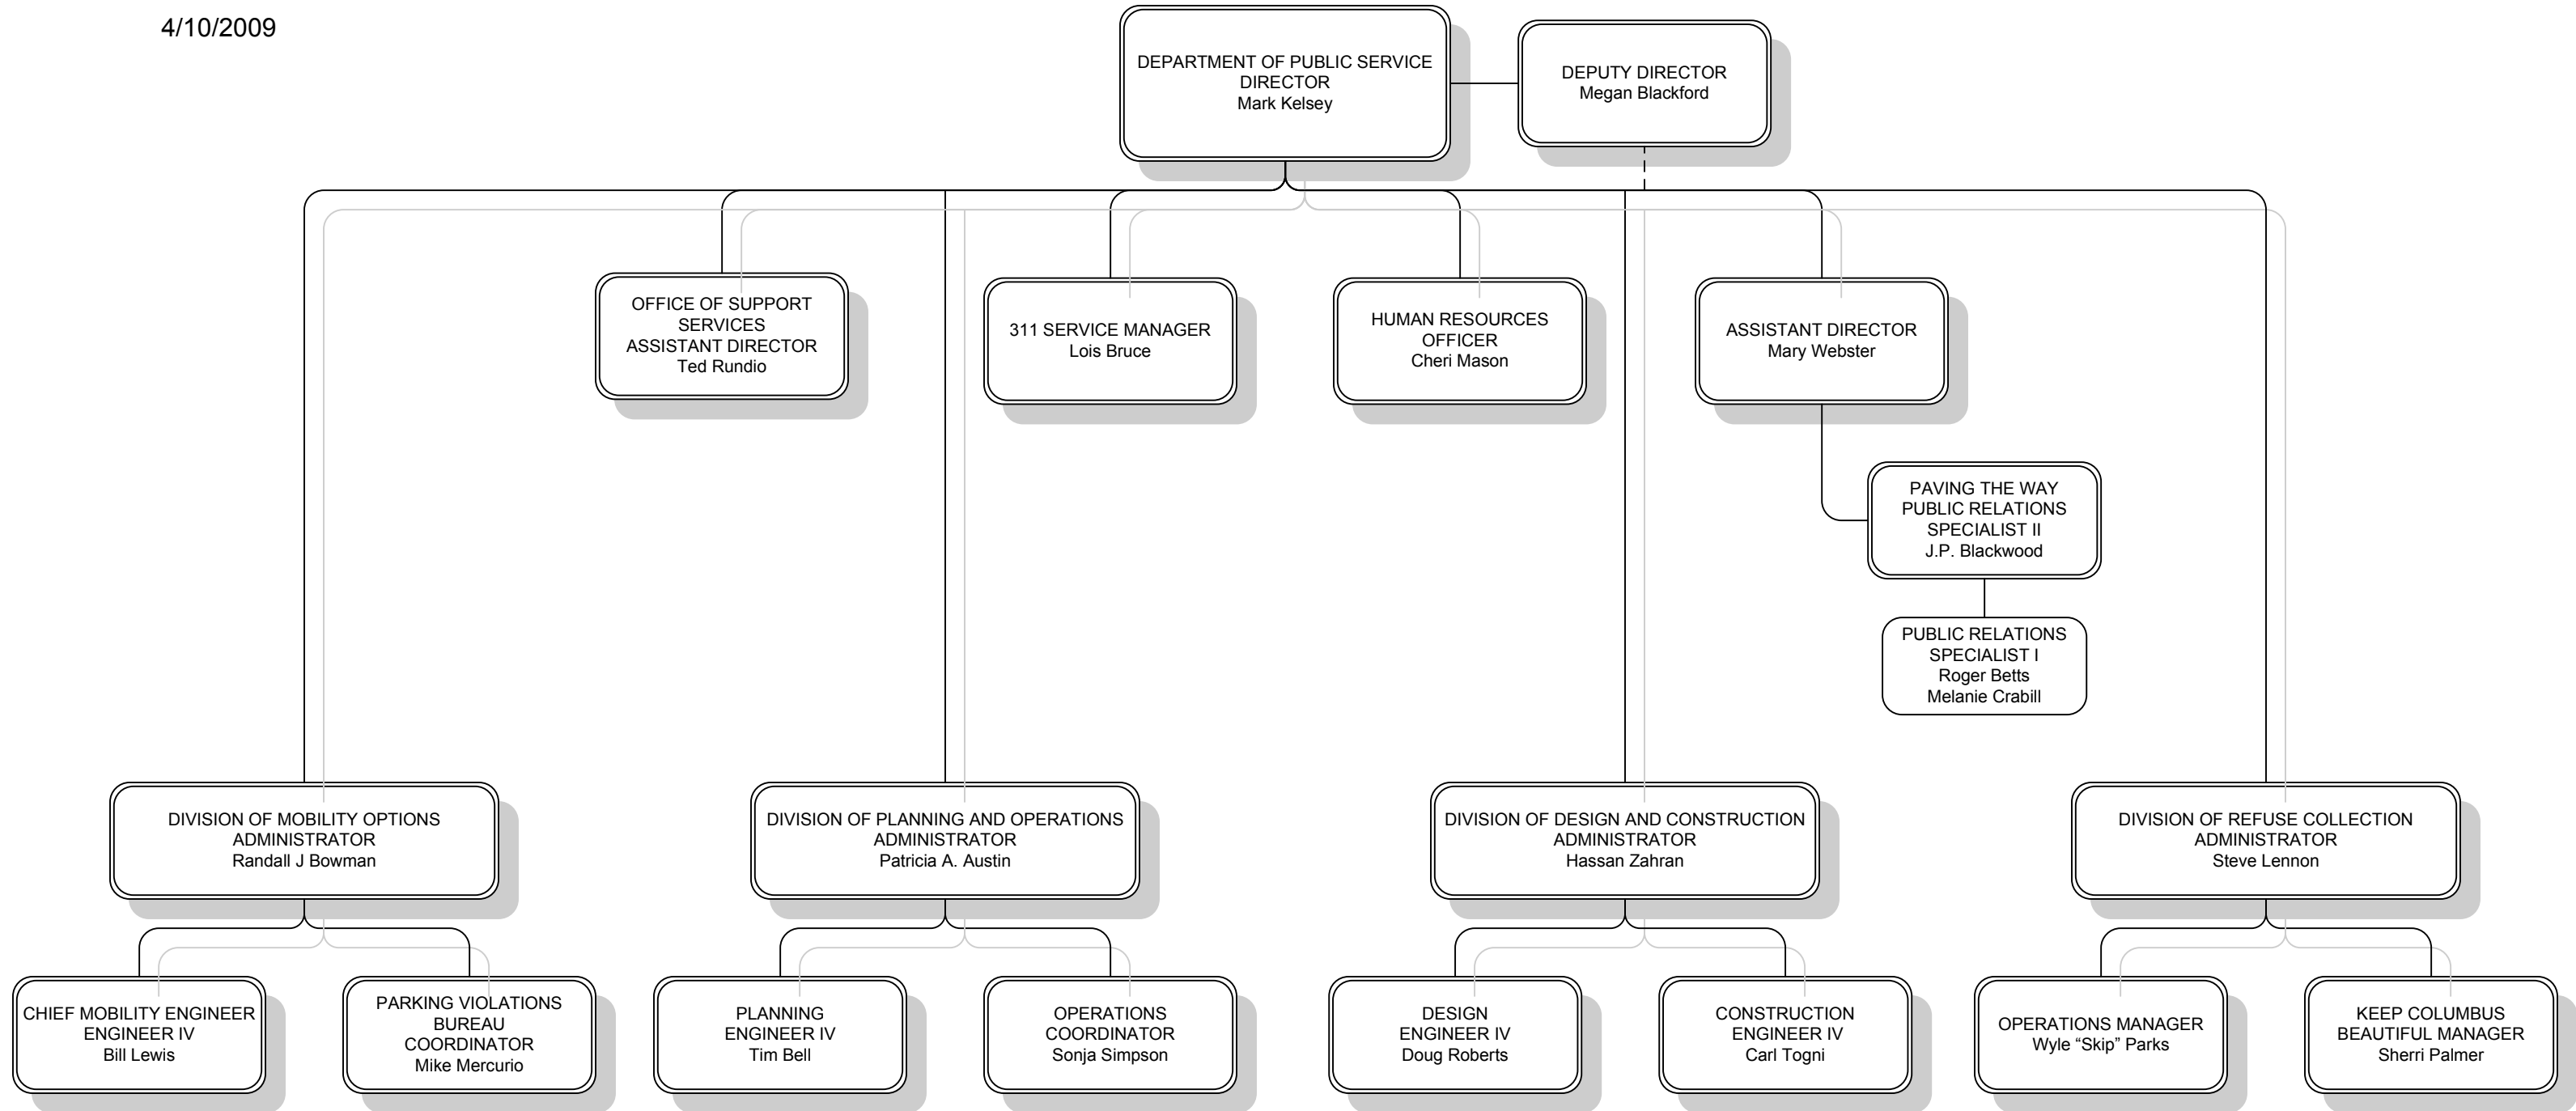 4/10/2009
DEPARTMENT OF PUBLIC SERVICE
DIRECTOR
Mark Kelsey
DEPUTY DIRECTOR
Megan Blackford
OFFICE OF SUPPORT
SERVICES
ASSISTANT DIRECTOR
Ted Rundio
311 SERVICE MANAGER
Lois Bruce
HUMAN RESOURCES
OFFICER
Cheri Mason
ASSISTANT DIRECTOR
Mary Webster
PAVING THE WAY
PUBLIC RELATIONS
SPECIALIST II
J.P. Blackwood
PUBLIC RELATIONS
SPECIALIST I
Roger Betts
Melanie Crabill
DIVISION OF MOBILITY OPTIONS
ADMINISTRATOR
Randall J Bowman
DIVISION OF PLANNING AND OPERATIONS
ADMINISTRATOR
Patricia A. Austin
DIVISION OF DESIGN AND CONSTRUCTION
ADMINISTRATOR
Hassan Zahran
DIVISION OF REFUSE COLLECTION
ADMINISTRATOR
Steve Lennon
CHIEF MOBILITY ENGINEER
ENGINEER IV
Bill Lewis
PARKING VIOLATIONS
BUREAU
COORDINATOR
Mike Mercurio
PLANNING
ENGINEER IV
Tim Bell
OPERATIONS
COORDINATOR
Sonja Simpson
DESIGN
ENGINEER IV
Doug Roberts
CONSTRUCTION
ENGINEER IV
Carl Togni
OPERATIONS MANAGER
Wyle “Skip” Parks
KEEP COLUMBUS
BEAUTIFUL MANAGER
Sherri Palmer